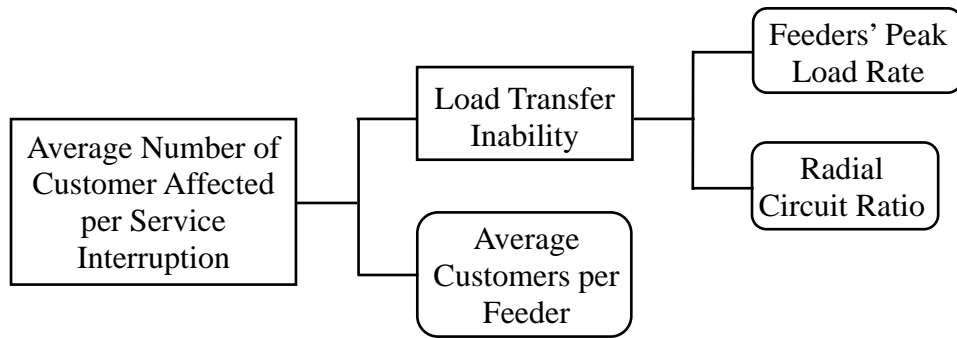 Average Number of
Customer Affected
per Service
Interruption
Load Transfer
Inability
Average
Customers per
Feeder
Feeders’ Peak
Load Rate
Radial
Circuit Ratio